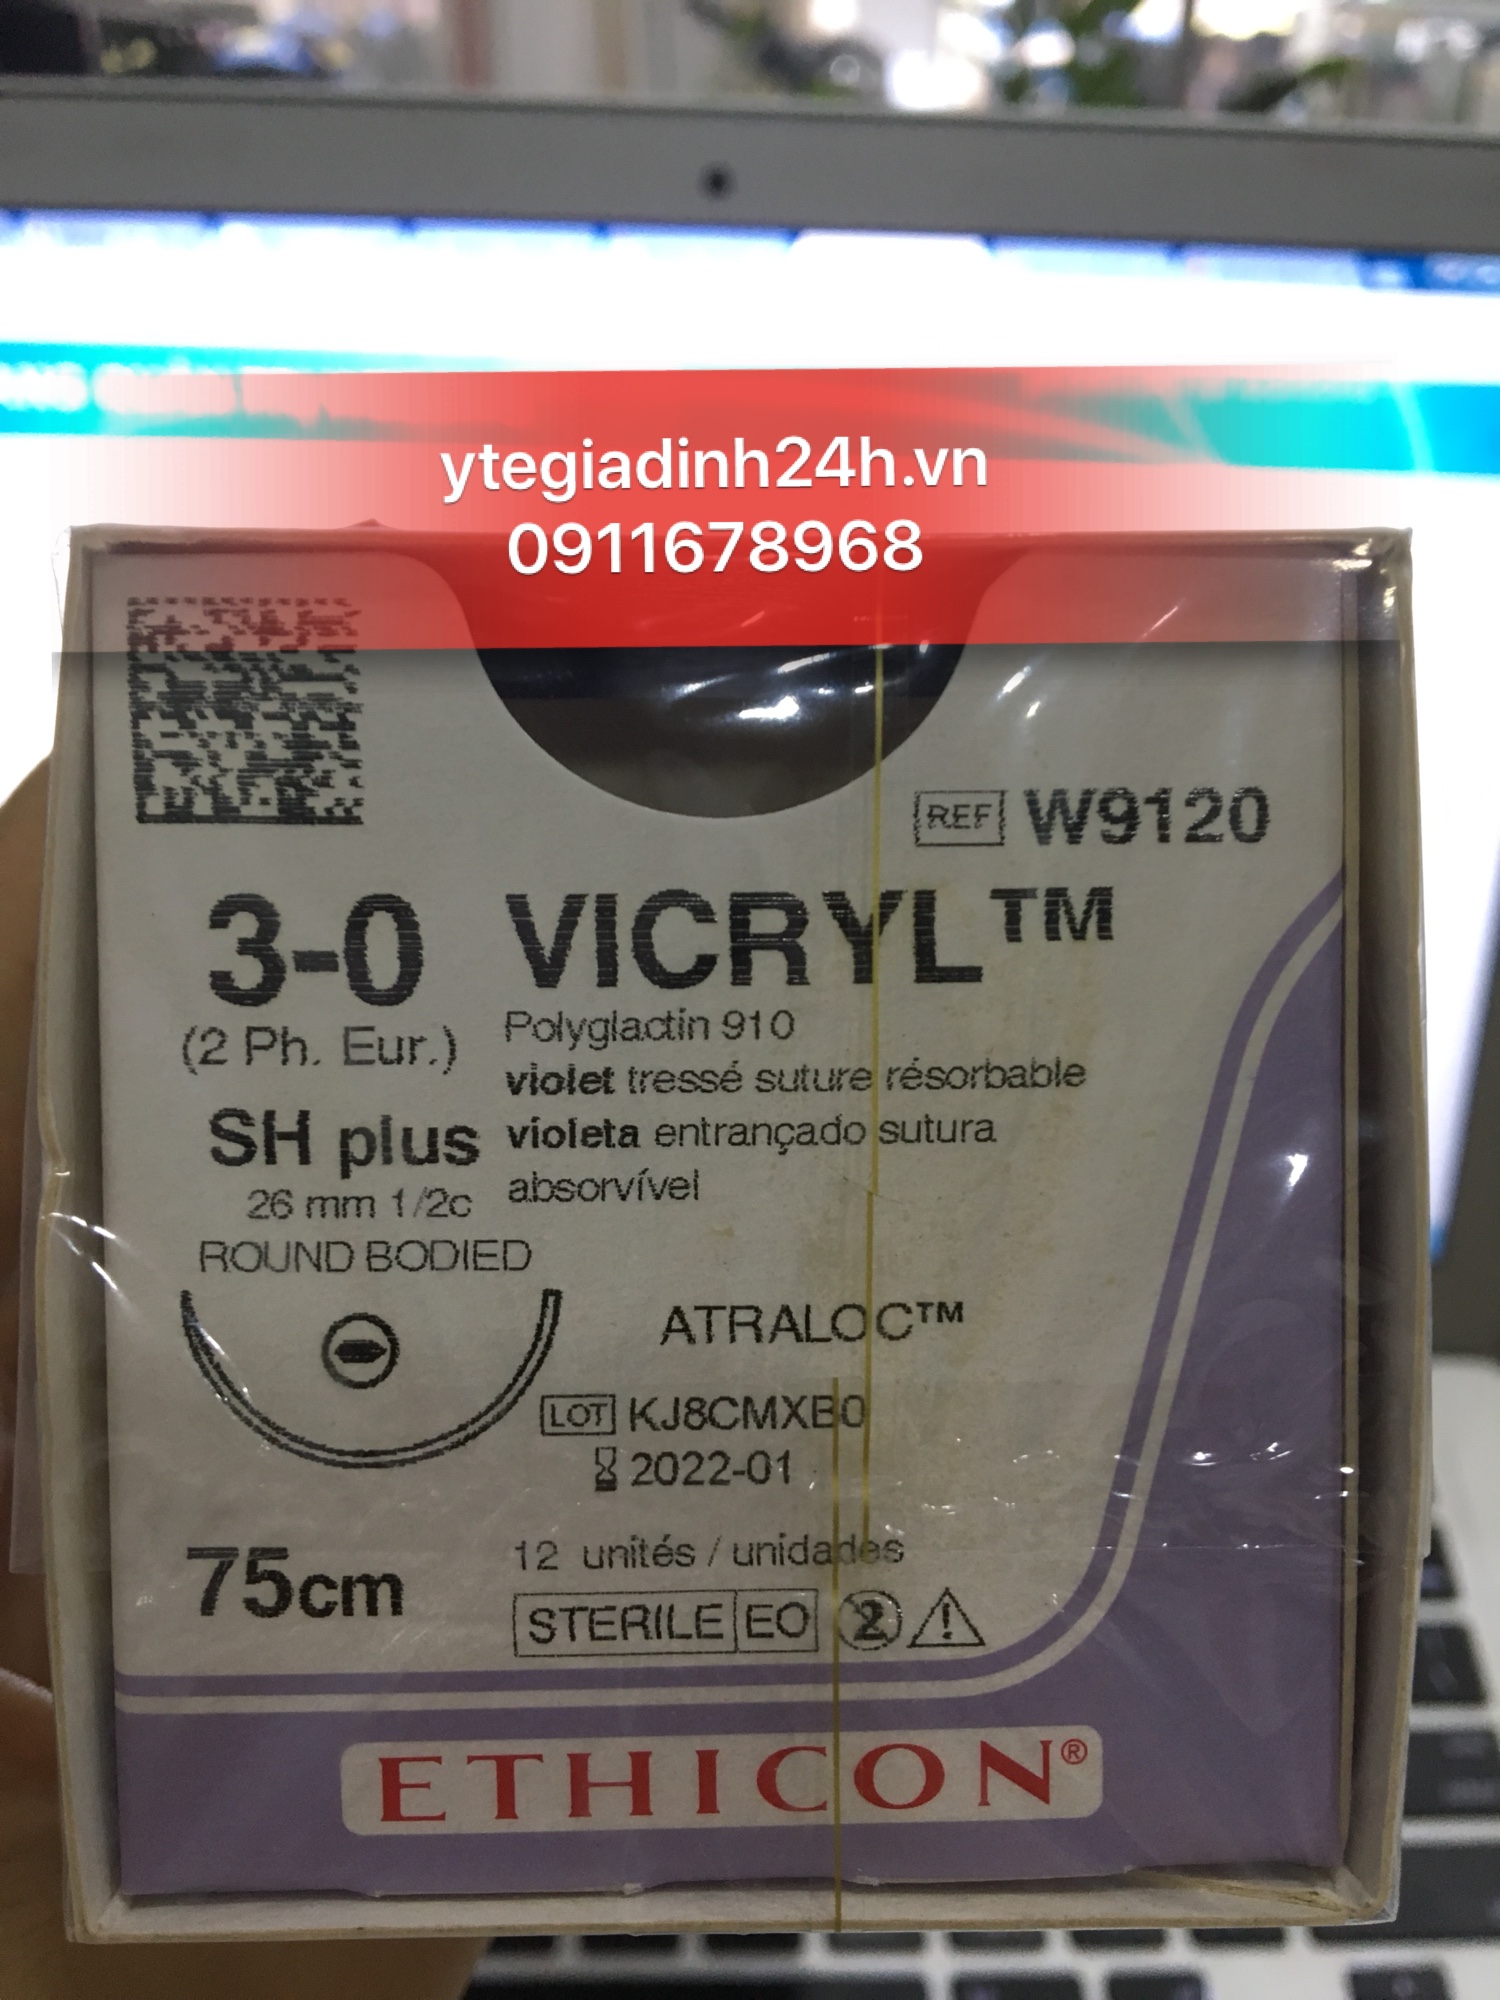 ytegiadinh24h.vn
0911678968
REF W9120
3-0 VICRYL™
(2 Ph. Eur.)
Polyglactin 910
violet tressé suture résorbable
SH plus
violeta entrançado sutura
absorvível
26 mm 1/2c
ROUND BODIED
ATRALOC™
LOT KJ8CMXB0
2022-01
75cm
12 unités / unidades
STERILE EO 2
ETHICON®